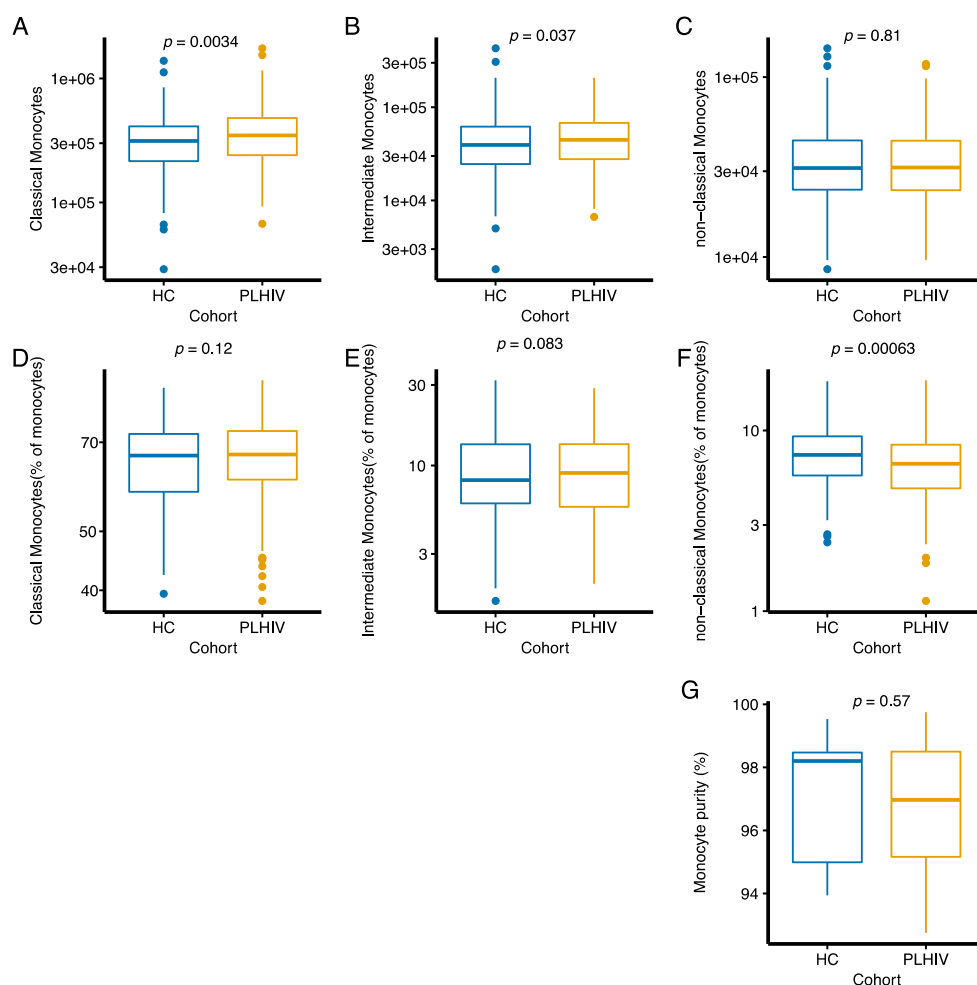 A
p = 0.0034
Classical Monocytes
1e+06
3e+05
1e+05
3e+04
HC
PLHIV
Cohort
B
p = 0.037
Intermediate Monocytes
3e+05
1e+05
3e+04
1e+04
3e+03
HC
PLHIV
Cohort
C
p = 0.81
non−classical Monocytes
1e+05
3e+04
1e+04
HC
PLHIV
Cohort
D
p = 0.12
Classical Monocytes(% of monocytes)
70
50
40
HC
PLHIV
Cohort
E
p = 0.083
Intermediate Monocytes(% of monocytes)
30
10
3
HC
PLHIV
Cohort
F
p = 0.00063
non−classical Monocytes(% of monocytes)
10
3
1
HC
PLHIV
Cohort
G
p = 0.57
Monocyte purity (%)
100
98
96
94
HC
PLHIV
Cohort